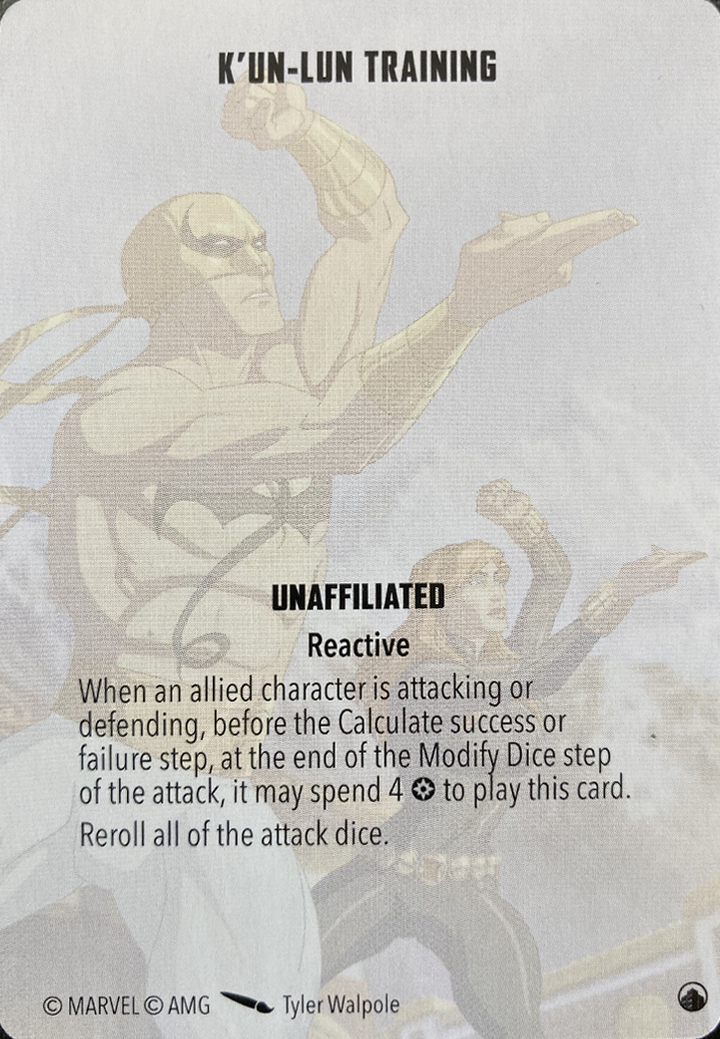 K'UN-LUN TRAINING
UNAFFILIATED
Reactive
When an allied character is attacking or
defending, before the Calculate success or
failure step, at the end of the Modify Dice step
of the attack, it may spend 4 to play this card.
Reroll all of the attack dice.
© MARVEL © AMG Tyler Walpole